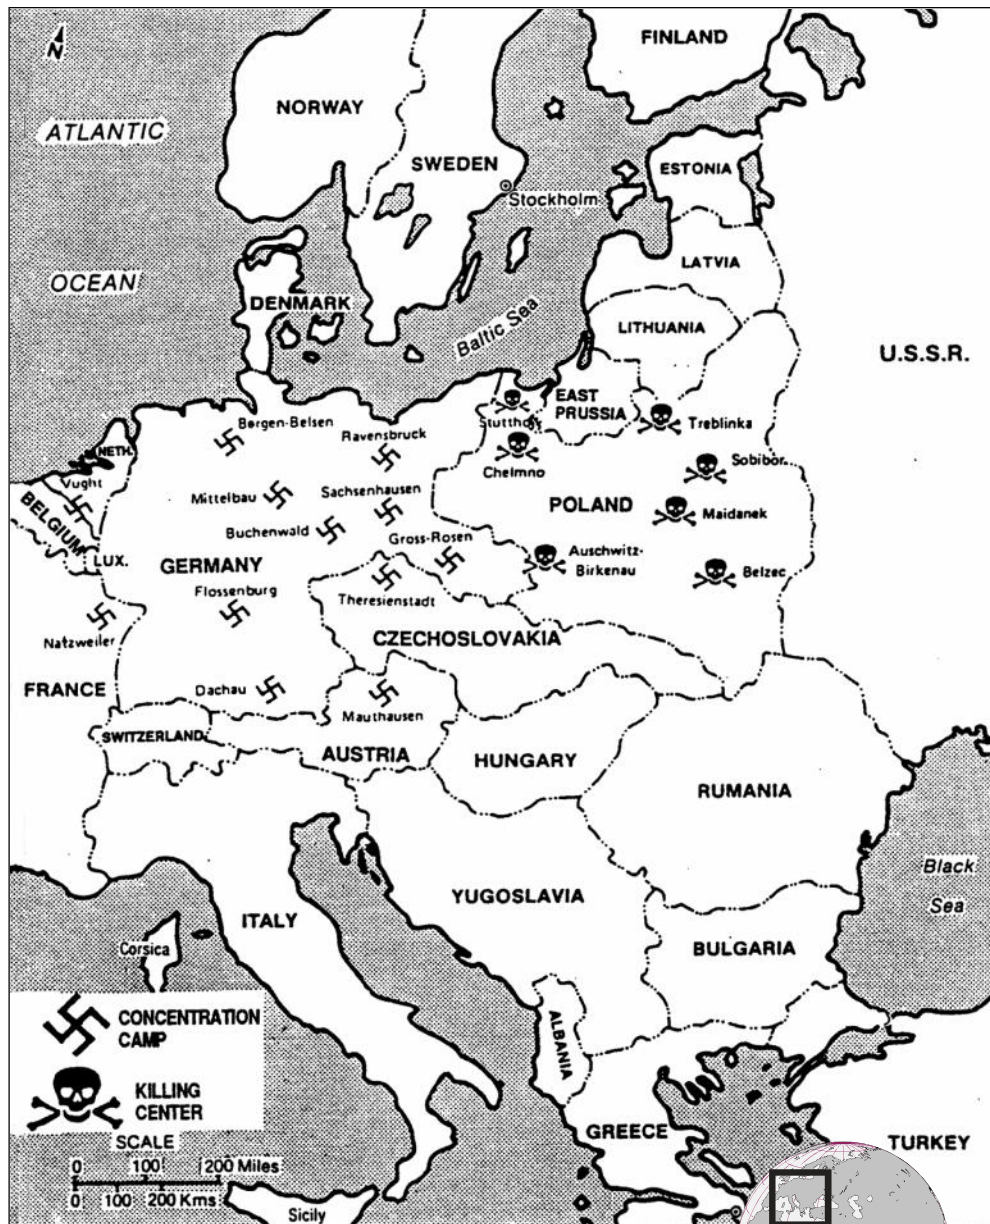 N
FINLAND
NORWAY
ATLANTIC
SWEDEN
ESTONIA
Stockholm
LATVIA
OCEAN
DENMARK
LITHUANIA
Baltic Sea
U.S.S.R.
EAST
PRUSSIA
Stutthof
Bergen-Belsen
Ravensbruck
Treblinka
NETH.
Chelmno
Sobibor
Vught
Mittelbau
Sachsenhausen
POLAND
Maidanek
BELGIUM
Buchenwald
Gross-Rosen
LUX.
GERMANY
Auschwitz-
Birkenau
Belzec
Flossenburg
Theresienstadt
Natzweiler
CZECHOSLOVAKIA
FRANCE
Dachau
Mauthausen
SWITZERLAND
AUSTRIA
HUNGARY
RUMANIA
Black
Sea
YUGOSLAVIA
ITALY
Corsica
BULGARIA
ALBANIA
CONCENTRATION
CAMP
KILLING
CENTER
GREECE
TURKEY
SCALE
0 100 200 Miles
0 100 200 Kms
Sicily